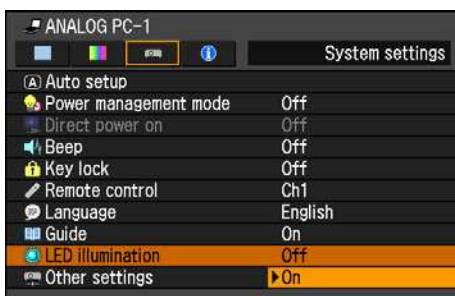 ANALOG PC-1
System settings
A Auto setup
Power management mode Off
Direct power on Off
Beep Off
Key lock Off
Remote control Ch1
Language English
Guide On
LED illumination Off
Other settings On